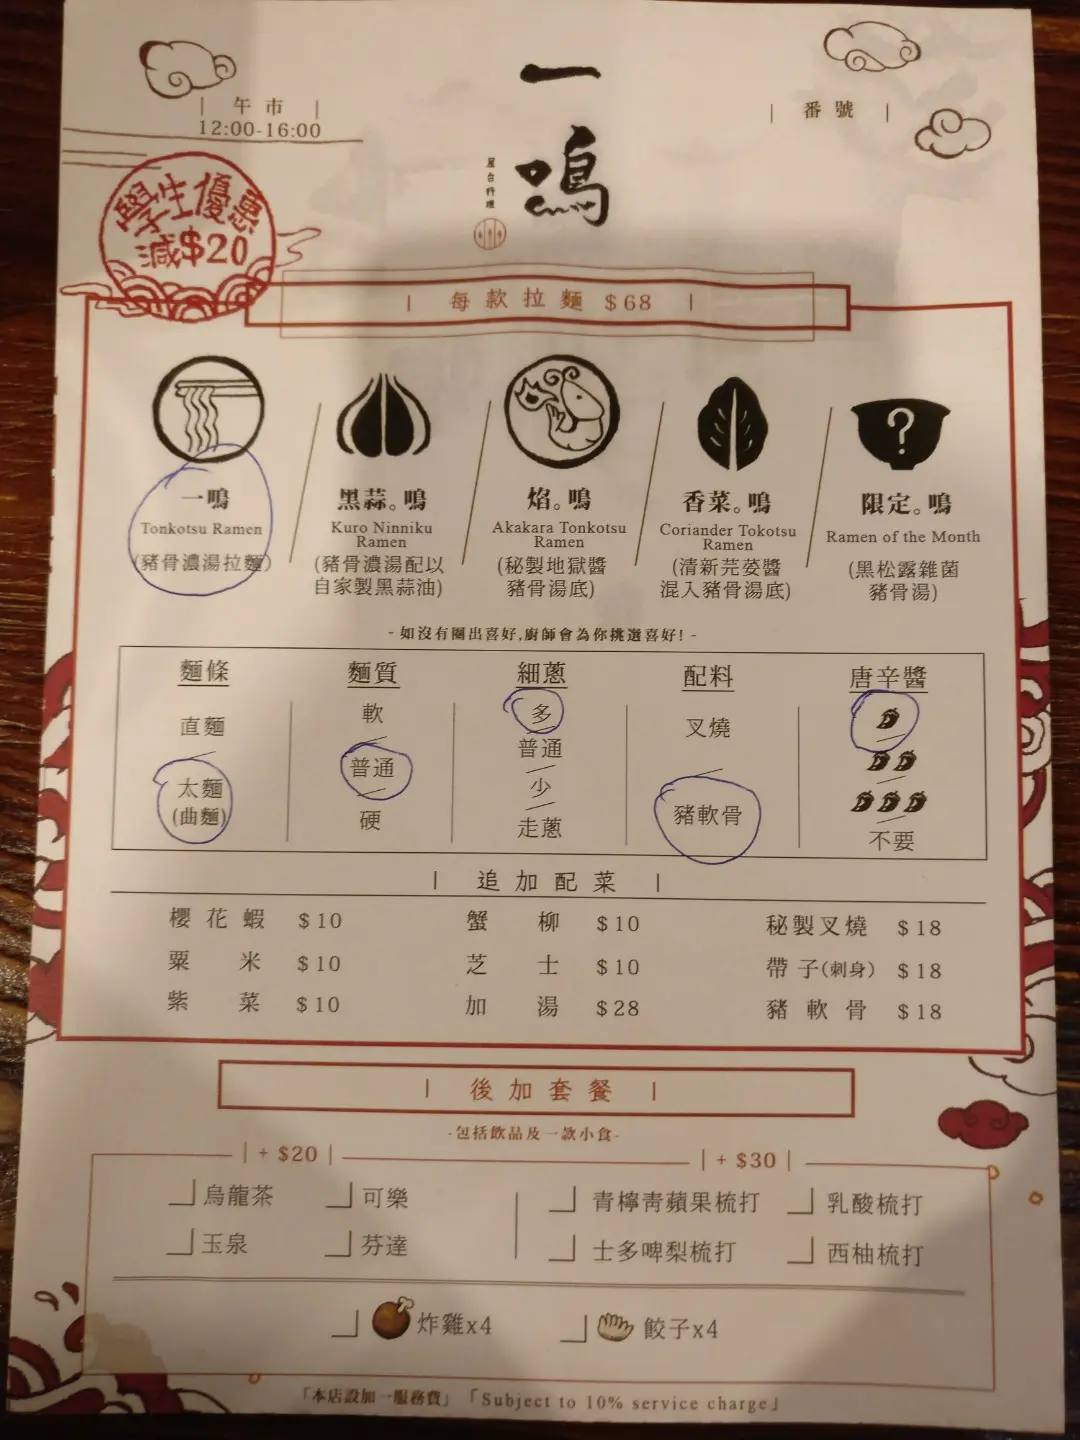 一鳴
屋台料理
| 午市 |
12:00-16:00
| 番號 |
學生優惠
減$20
| 每款拉麵 $68 |
一鳴
Tonkotsu Ramen
(豬骨濃湯拉麵)
黑蒜。鳴
Kuro Ninniku
Ramen
(豬骨濃湯配以
自家製黑蒜油)
焰。鳴
Akakara Tonkotsu
Ramen
(秘製地獄醬
豬骨湯底)
香菜。鳴
Coriander Tokotsu
Ramen
(清新芫荽醬
混入豬骨湯底)
?
限定。鳴
Ramen of the Month
(黑松露雜菌
豬骨湯)
- 如沒有圈出喜好,廚師會為你挑選喜好! -
麵條
直麵
太麵
(曲麵)
麵質
軟
普通
硬
細蔥
多
普通
少
走蔥
配料
叉燒
豬軟骨
唐辛醬
不要
| 追加配菜 |
櫻花蝦 $10
蟹柳 $10
秘製叉燒 $18
粟米 $10
芝士 $10
帶子(刺身) $18
紫菜 $10
加湯 $28
豬軟骨 $18
| 後加套餐 |
-包括飲品及一款小食-
| + $20 |
| + $30 |
烏龍茶
可樂
青檸青蘋果梳打
乳酸梳打
玉泉
芬達
士多啤梨梳打
西柚梳打
炸雞x4
餃子x4
「本店設加一服務費」「Subject to 10% service charge」